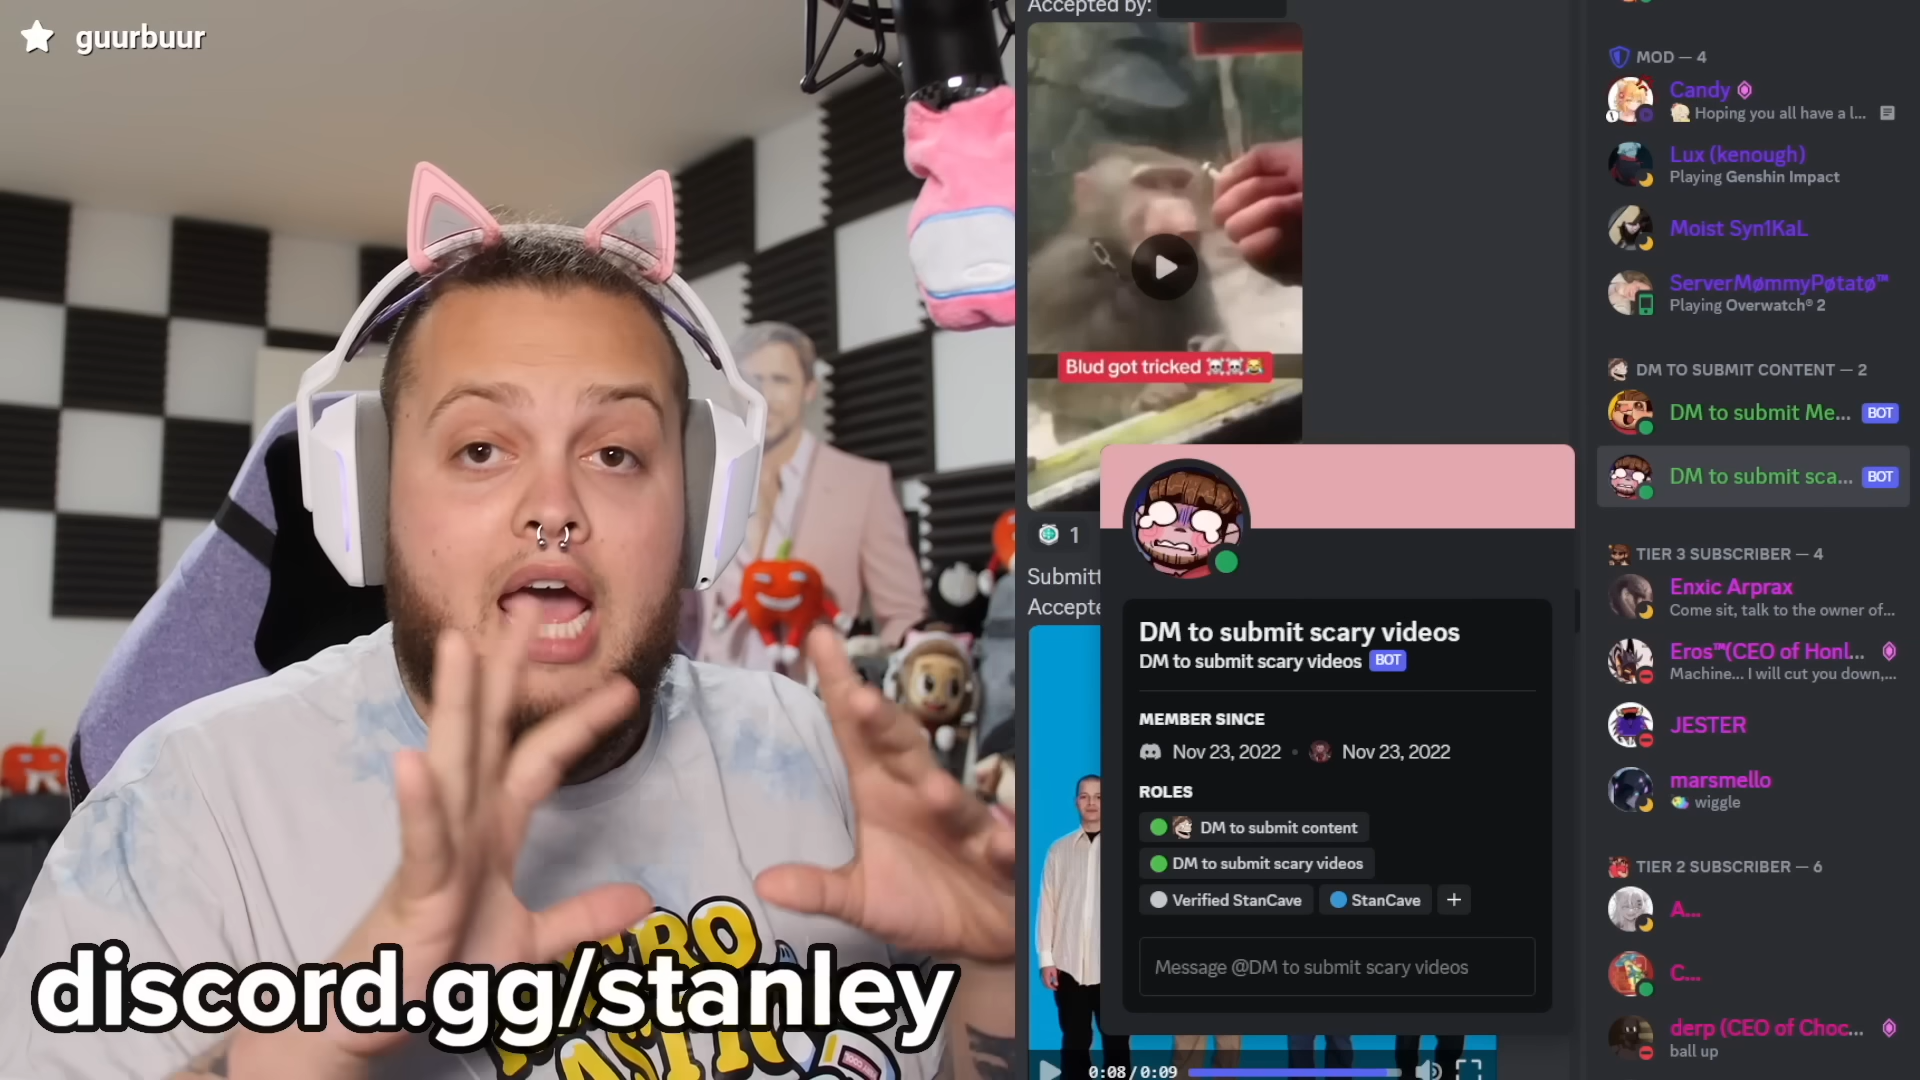 guurbuur
discord.gg/stanley
Accepted by:
Blud got tricked ☠️☠️😹
1
Submitt
Accepte
DM to submit scary videos
DM to submit scary videos BOT
MEMBER SINCE
Nov 23, 2022 • Nov 23, 2022
ROLES
DM to submit content
DM to submit scary videos
Verified StanCave
StanCave
+
Message @DM to submit scary videos
0:08/0:09
MOD — 4
Candy
Hoping you all have a l...
Lux (kenough)
Playing Genshin Impact
Moist Syn1KaL
ServerMømmyPøtatø™
Playing Overwatch® 2
DM TO SUBMIT CONTENT — 2
DM to submit Me... BOT
DM to submit sca... BOT
TIER 3 SUBSCRIBER — 4
Enxic Arprax
Come sit, talk to the owner of...
Eros™(CEO of Honl...
Machine... I will cut you down,...
JESTER
marsmello
wiggle
TIER 2 SUBSCRIBER — 6
A...
C...
derp (CEO of Choc...
ball up